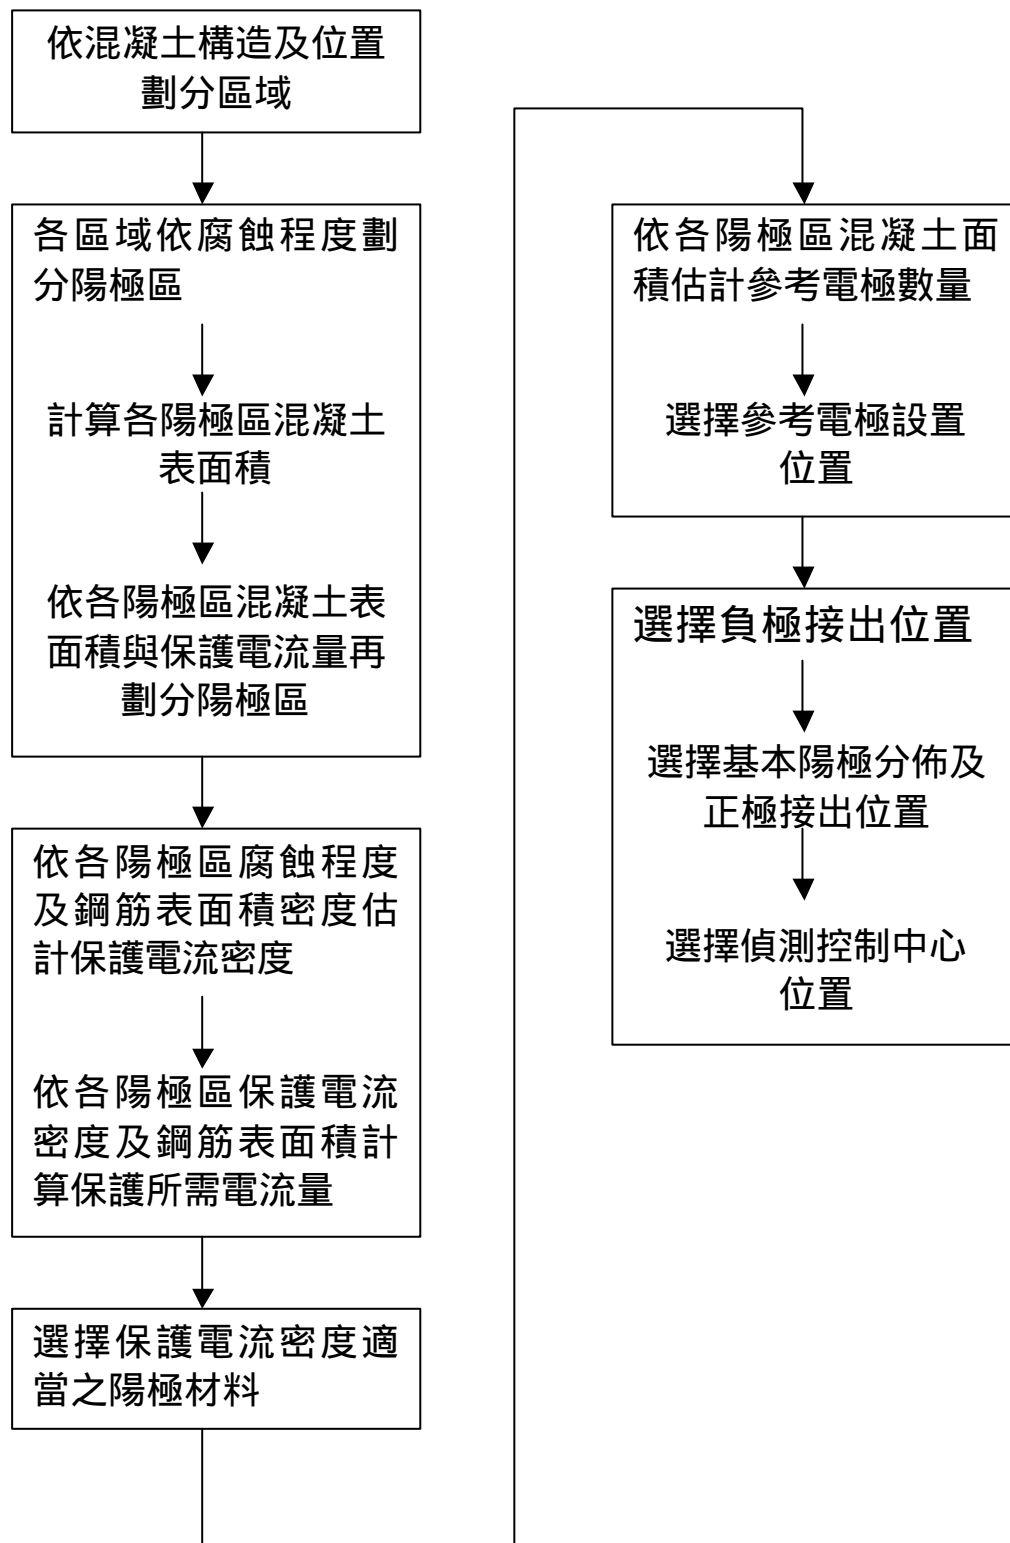 依混凝土構造及位置
劃分區域
各區域依腐蝕程度劃
分陽極區
計算各陽極區混凝土
表面積
依各陽極區混凝土表
面積與保護電流量再
劃分陽極區
依各陽極區腐蝕程度
及鋼筋表面積密度估
計保護電流密度
依各陽極區保護電流
密度及鋼筋表面積計
算保護所需電流量
選擇保護電流密度適
當之陽極材料
依各陽極區混凝土面
積估計參考電極數量
選擇參考電極設置
位置
選擇負極接出位置
選擇基本陽極分佈及
正極接出位置
選擇偵測控制中心
位置